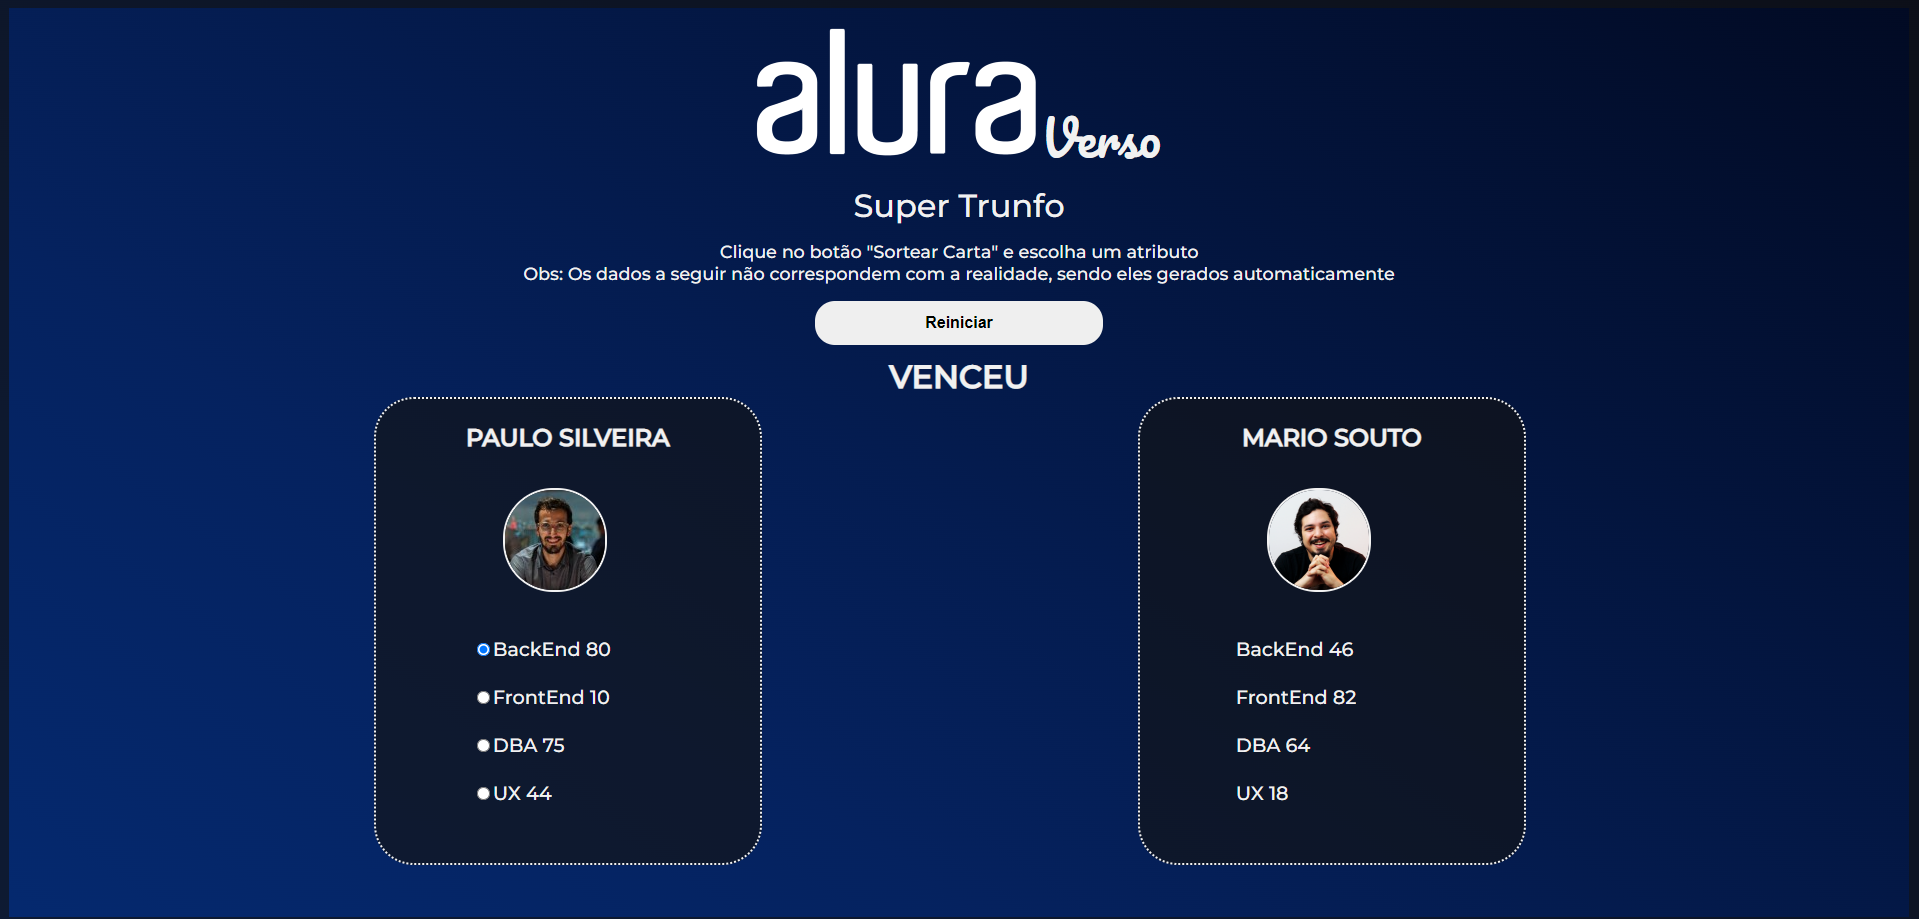 alura Verso
Super Trunfo
Clique no botão "Sortear Carta" e escolha um atributo
Obs: Os dados a seguir não correspondem com a realidade, sendo eles gerados automaticamente
Reiniciar
VENCEU
PAULO SILVEIRA
BackEnd 80
FrontEnd 10
DBA 75
UX 44
MARIO SOUTO
BackEnd 46
FrontEnd 82
DBA 64
UX 18